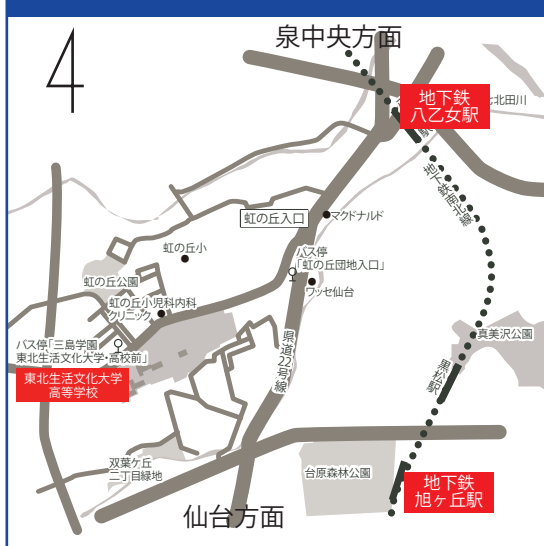 4
泉中央方面
地下鉄
八乙女駅
七北田川
駅
地下鉄南北線
虹の丘入口
マクドナルド
虹の丘小
バス停
「虹の丘団地入口」
ワッセ仙台
虹の丘公園
虹の丘小児科内科
クリニック
バス停「三島学園
東北生活文化大学・高校前」
東北生活文化大学
高等学校
県道22号線
真美沢公園
黒松駅
双葉ケ丘
二丁目緑地
台原森林公園
地下鉄
旭ヶ丘駅
仙台方面